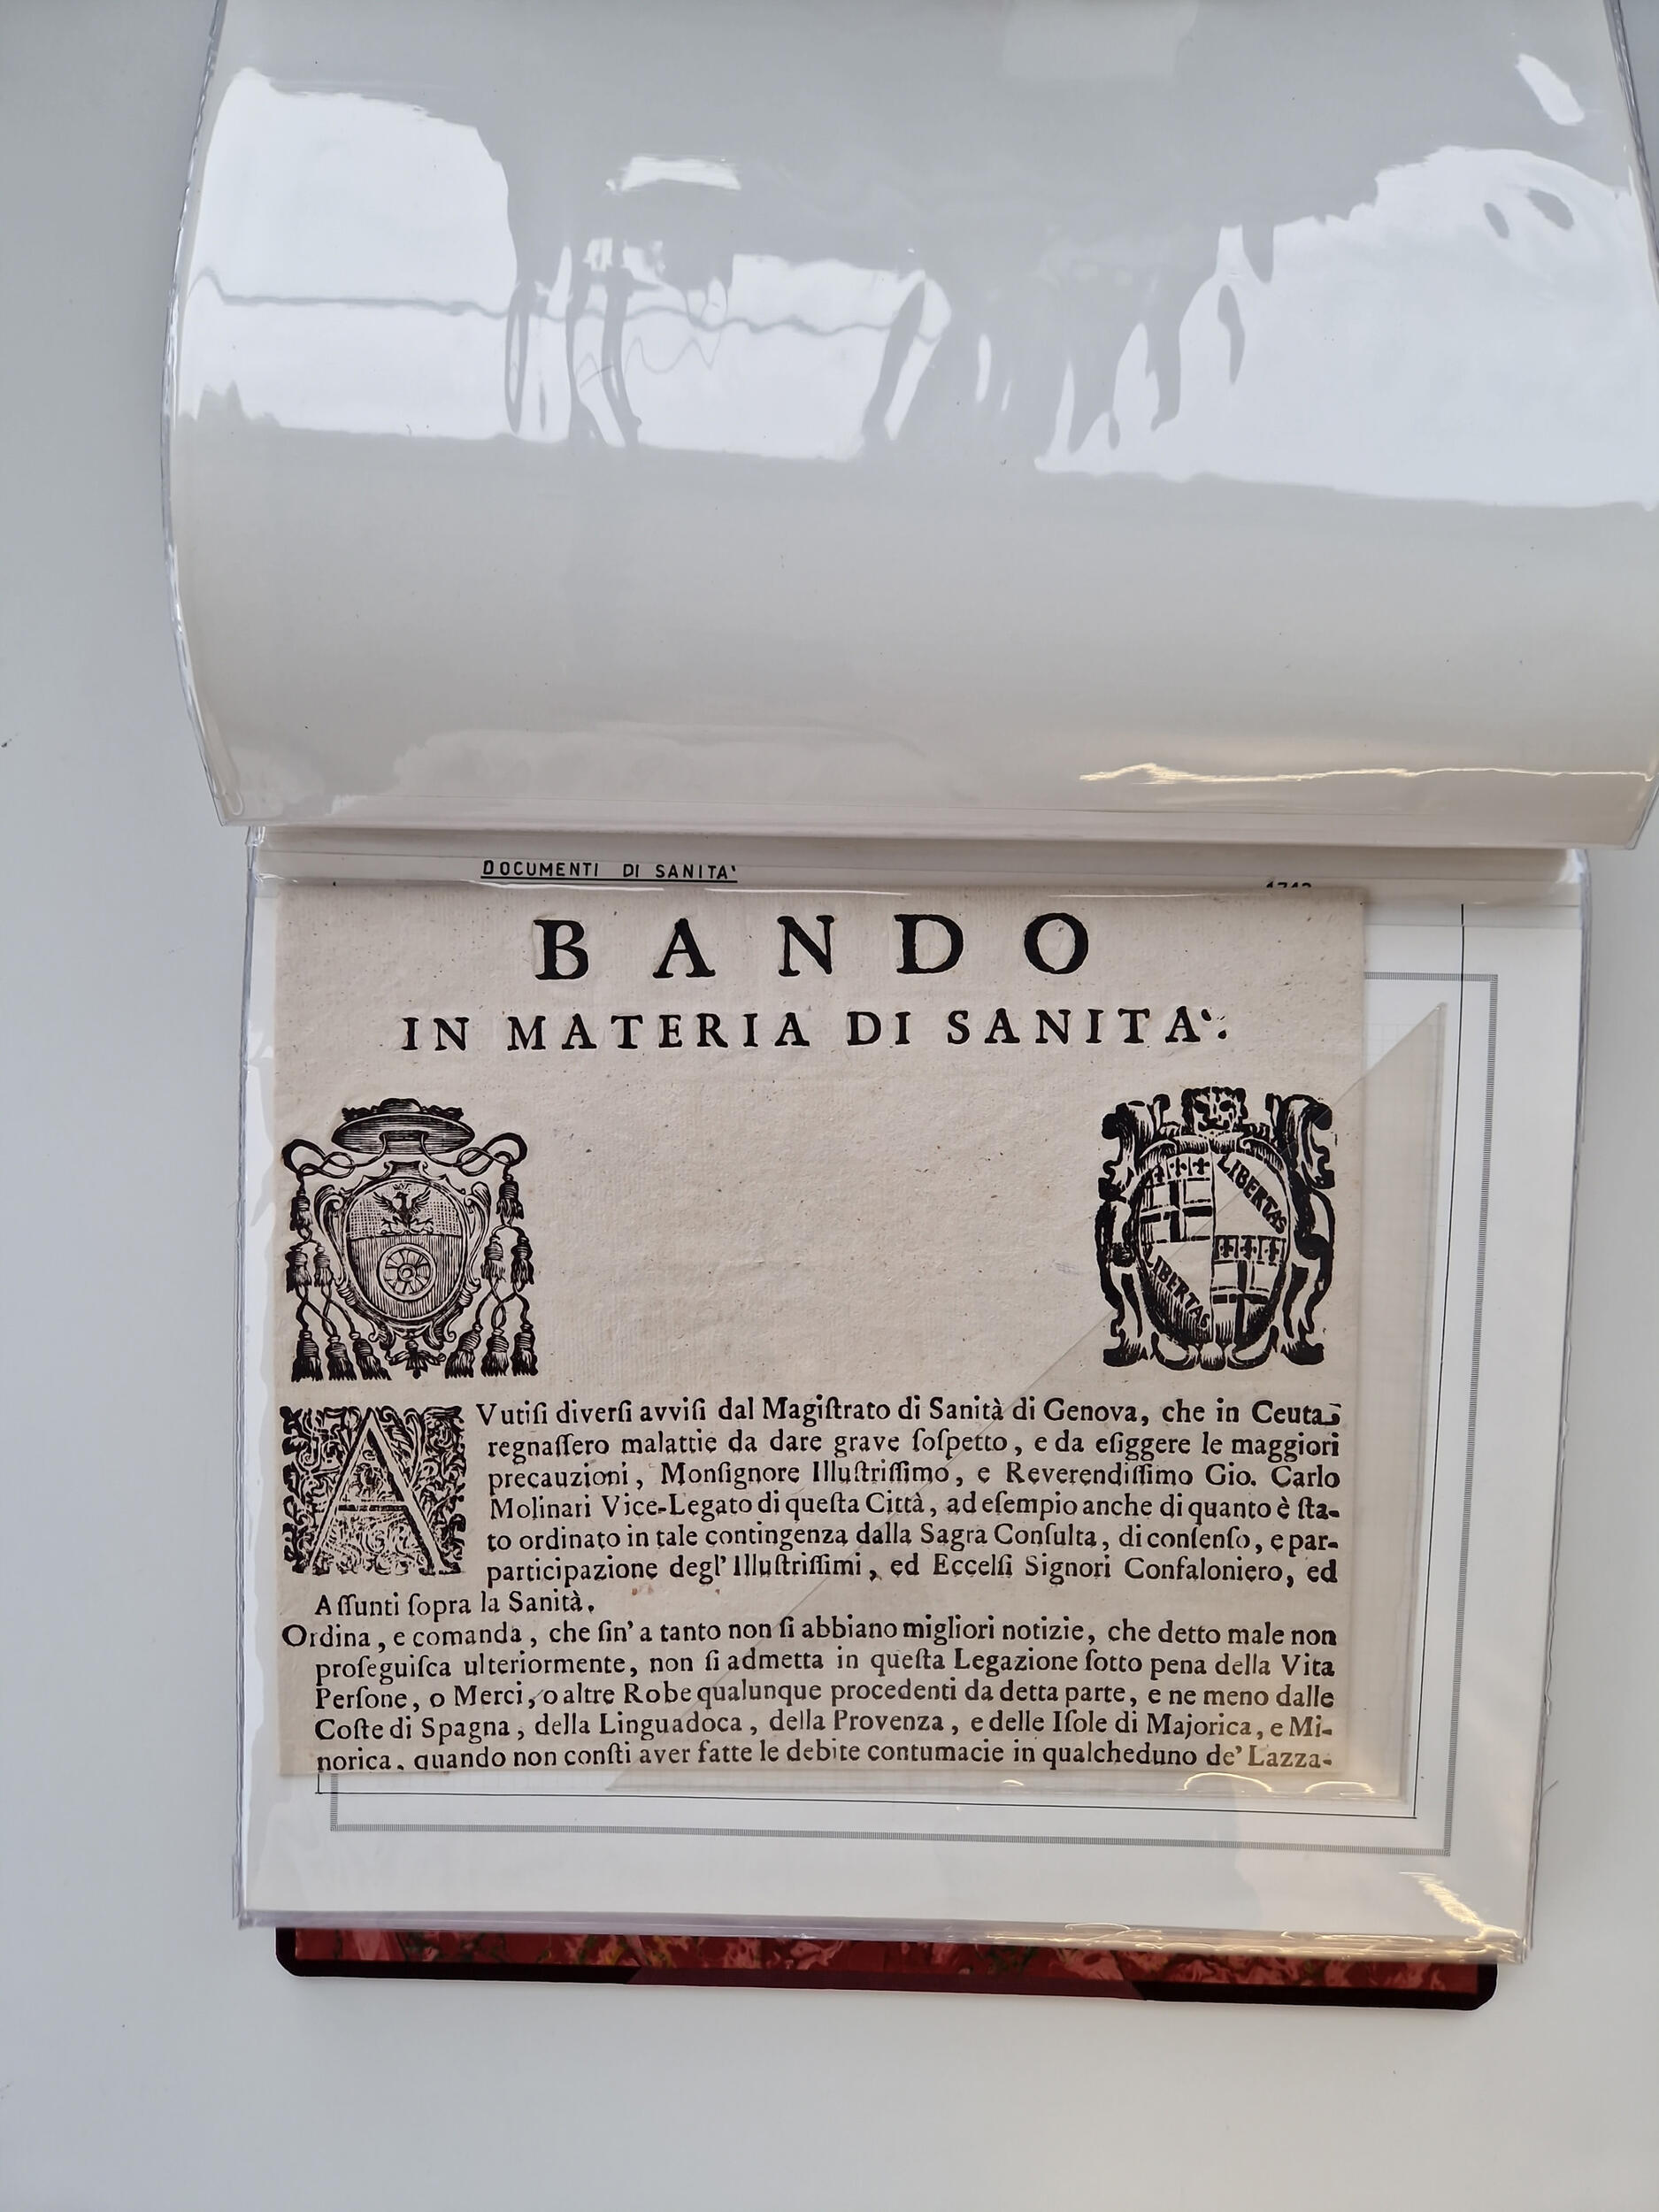 DOCUMENTI DI SANITA'
BANDO
IN MATERIA DI SANITA'.
LIBERTAS
LIBERTAS
AVutiſi diverſi avviſi dal Magiſtrato di Sanità di Genova, che in Ceuta
regnaſſero malattie da dare grave ſoſpetto, e da eſiggere le maggiori
precauzioni, Monſignore Illuſtriſſimo, e Reverendiſſimo Gio. Carlo
Molinari Vice-Legato di queſta Città, ad eſempio anche di quanto è ſta-
to ordinato in tale contingenza dalla Sagra Conſulta, di conſenſo, e par-
participazione degl' Illuſtriſſimi, ed Eccelſi Signori Confaloniero, ed
Aſſunti ſopra la Sanità.
Ordina, e comanda, che ſin' a tanto non ſi abbiano migliori notizie, che detto male non
proſeguiſca ulteriormente, non ſi admetta in queſta Legazione ſotto pena della Vita
Perſone, o Merci, o altre Robe qualunque procedenti da detta parte, e ne meno dalle
Coſte di Spagna, della Linguadoca, della Provenza, e delle Iſole di Majorica, e Mi-
norica, quando non conſti aver fatte le debite contumacie in qualcheduno de' Lazza-